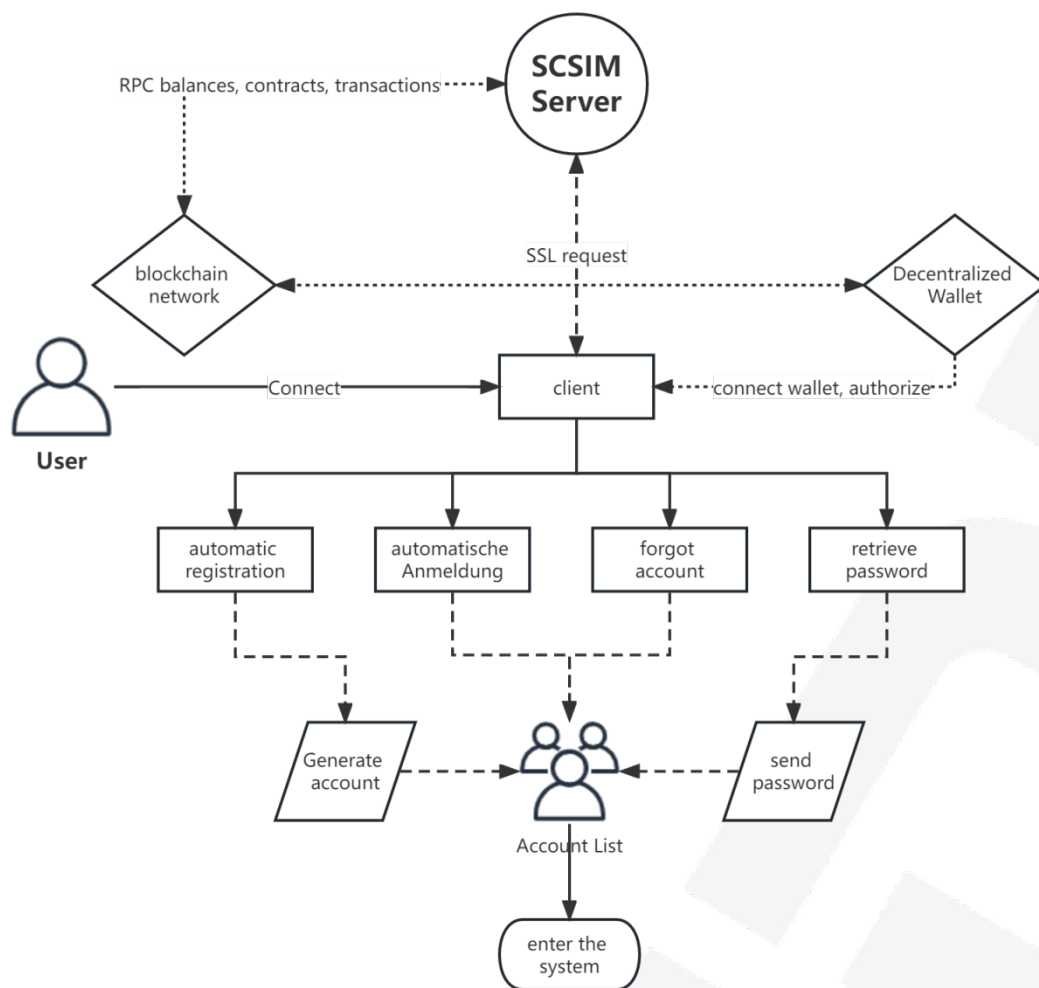 SCSIM
Server
RPC balances, contracts, transactions
SSL request
blockchain
network
Decentralized
Wallet
Connect
client
connect wallet, authorize
User
automatic
registration
automatische
Anmeldung
forgot
account
retrieve
password
Generate
account
send
password
Account List
enter the
system